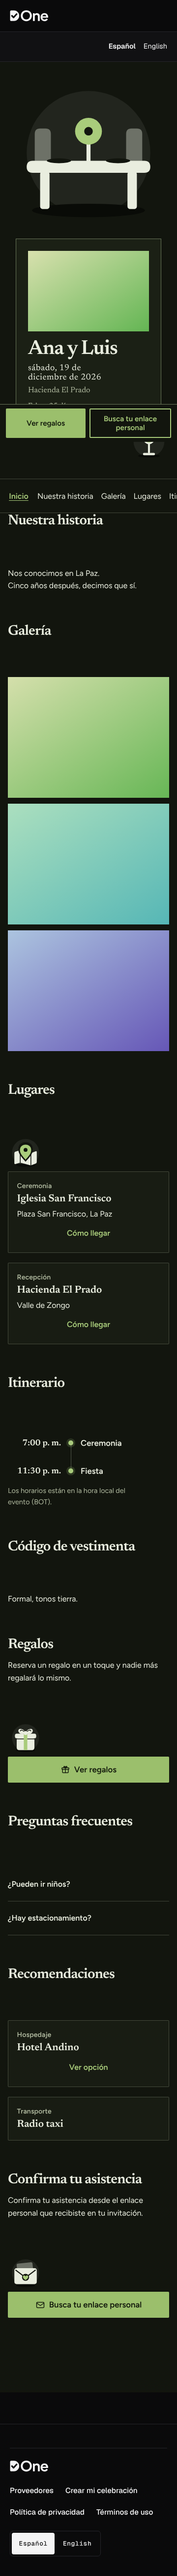 One
Español English
Ana y Luis
sábado, 19 de
diciembre de 2026
Hacienda El Prado
Ver regalos
Busca tu enlace
personal
Inicio Nuestra historia Galería Lugares
Nuestra historia
Nos conocimos en La Paz.
Cinco años después, decimos que sí.
Galería
Lugares
Ceremonia
Iglesia San Francisco
Plaza San Francisco, La Paz
Cómo llegar
Recepción
Hacienda El Prado
Valle de Zongo
Cómo llegar
Itinerario
7:00 p. m. Ceremonia
11:30 p. m. Fiesta
Los horarios están en la hora local del
evento (BOT).
Código de vestimenta
Formal, tonos tierra.
Regalos
Reserva un regalo en un toque y nadie más
regalará lo mismo.
Ver regalos
Preguntas frecuentes
¿Pueden ir niños?
¿Hay estacionamiento?
Recomendaciones
Hospedaje
Hotel Andino
Ver opción
Transporte
Radio taxi
Confirma tu asistencia
Confirma tu asistencia desde el enlace
personal que recibiste en tu invitación.
Busca tu enlace personal
One
Proveedores Crear mi celebración
Política de privacidad Términos de uso
Español English